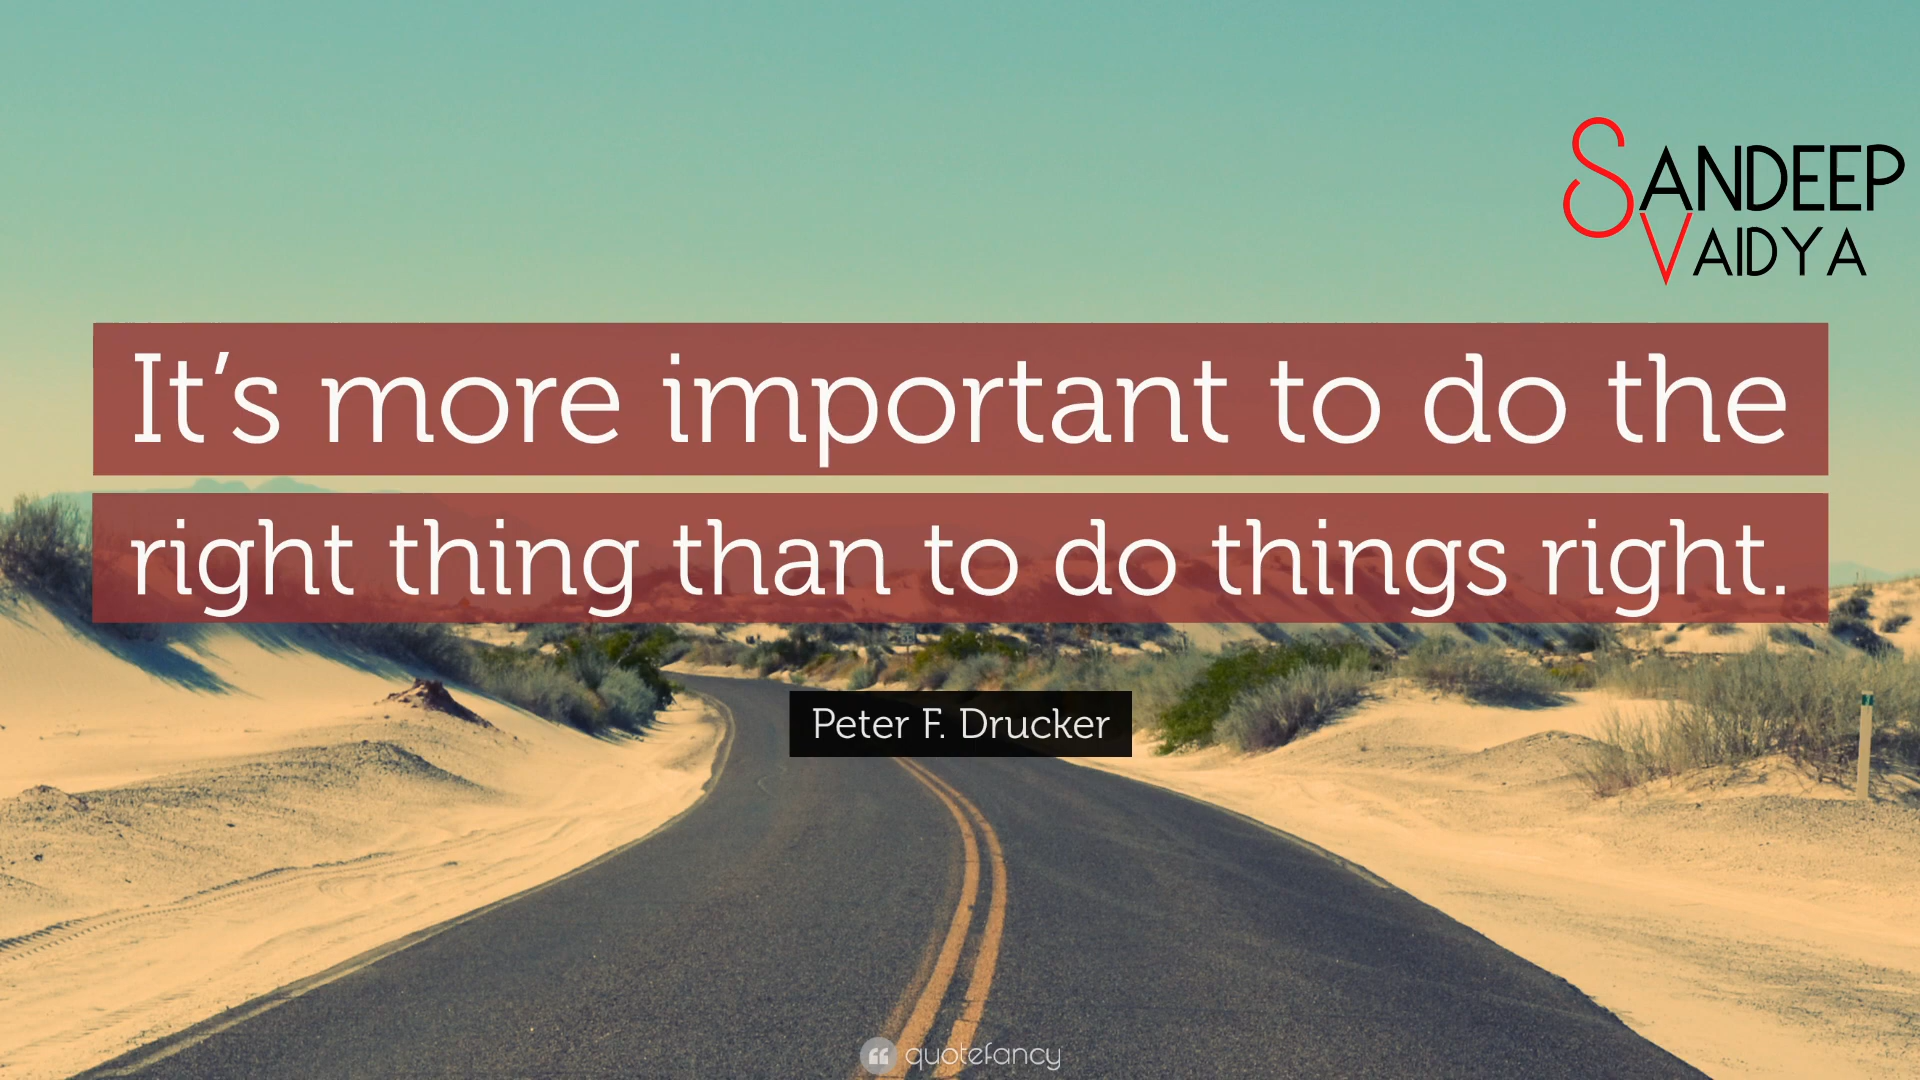 SANDEEP
VAIDYA
It’s more important to do the
right thing than to do things right.
Peter F. Drucker
quotefancy